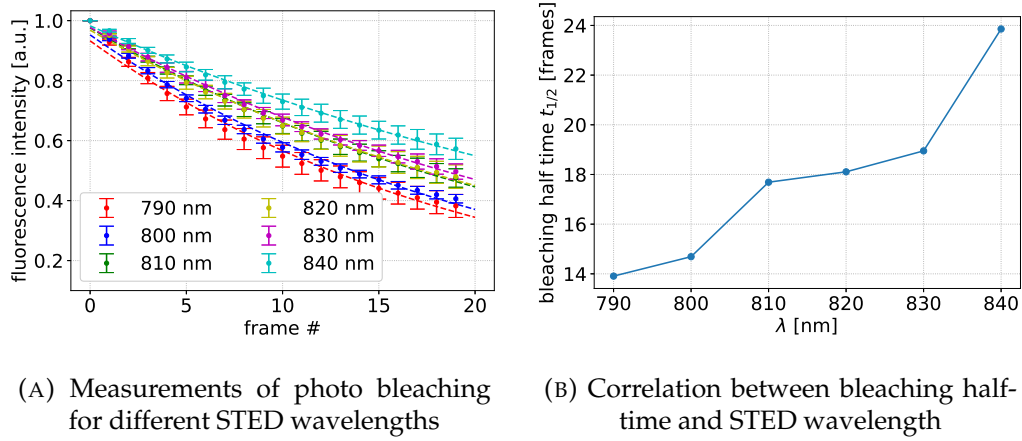 1.0
0.8
0.6
0.4
0.2
fluorescence intensity [a.u.]
790 nm 820 nm
800 nm 830 nm
810 nm 840 nm
0 5 10 15 20
frame #
24
22
20
18
16
14
bleaching half time t1/2 [frames]
790 800 810 820 830 840
λ [nm]
(A) Measurements of photo bleaching
for different STED wavelengths
(B) Correlation between bleaching half-
time and STED wavelength